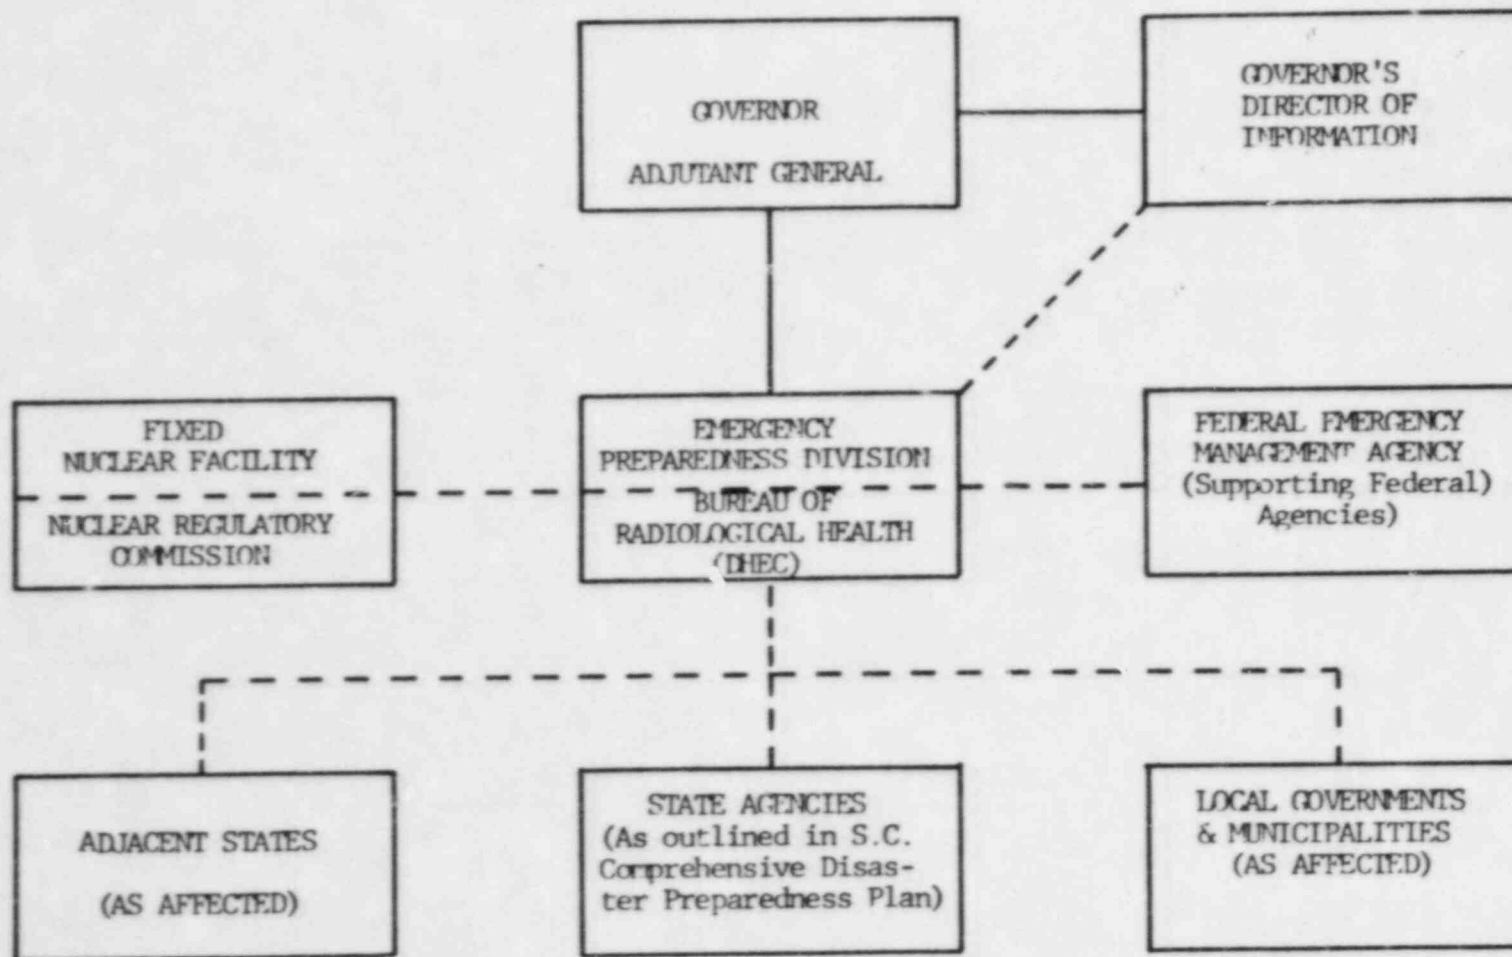 GOVERNOR
ADJUTANT GENERAL
GOVERNOR'S
DIRECTOR OF
INFORMATION
FIXED
NUCLEAR FACILITY
NUCLEAR REGULATORY
COMMISSION
EMERGENCY
PREPAREDNESS DIVISION
BUREAU OF
RADIOLOGICAL HEALTH
(DHEC)
FEDERAL EMERGENCY
MANAGEMENT AGENCY
(Supporting Federal)
Agencies)
ADJACENT STATES
(AS AFFECTED)
STATE AGENCIES
(As outlined in S.C.
Comprehensive Disas-
ter Preparedness Plan)
LOCAL GOVERNMENTS
& MUNICIPALITIES
(AS AFFECTED)